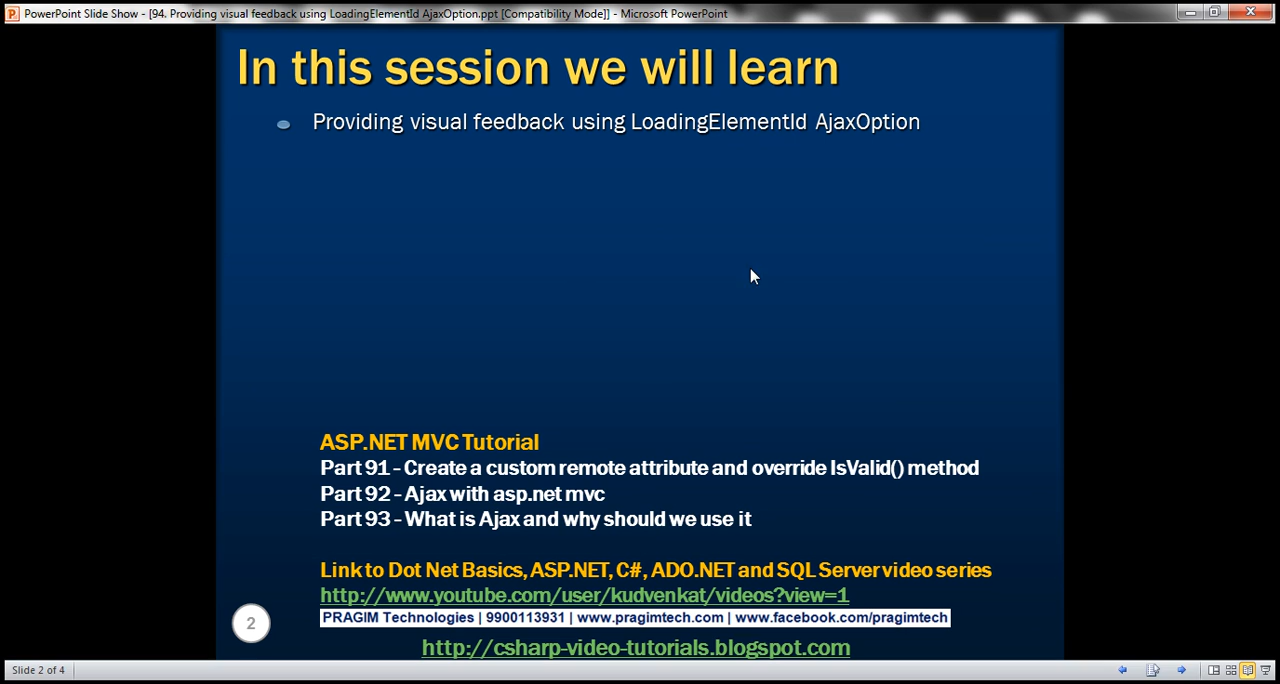 PowerPoint Slide Show - [94. Providing visual feedback using LoadingElementId AjaxOption.ppt [Compatibility Mode]] - Microsoft PowerPoint
In this session we will learn
Providing visual feedback using LoadingElementId AjaxOption
ASP.NET MVC Tutorial
Part 91 - Create a custom remote attribute and override IsValid() method
Part 92 - Ajax with asp.net mvc
Part 93 - What is Ajax and why should we use it
Link to Dot Net Basics, ASP.NET, C#, ADO.NET and SQL Server video series
http://www.youtube.com/user/kudvenkat/videos?view=1
PRAGIM Technologies | 9900113931 | www.pragimtech.com | www.facebook.com/pragimtech
2
http://csharp-video-tutorials.blogspot.com
Slide 2 of 4